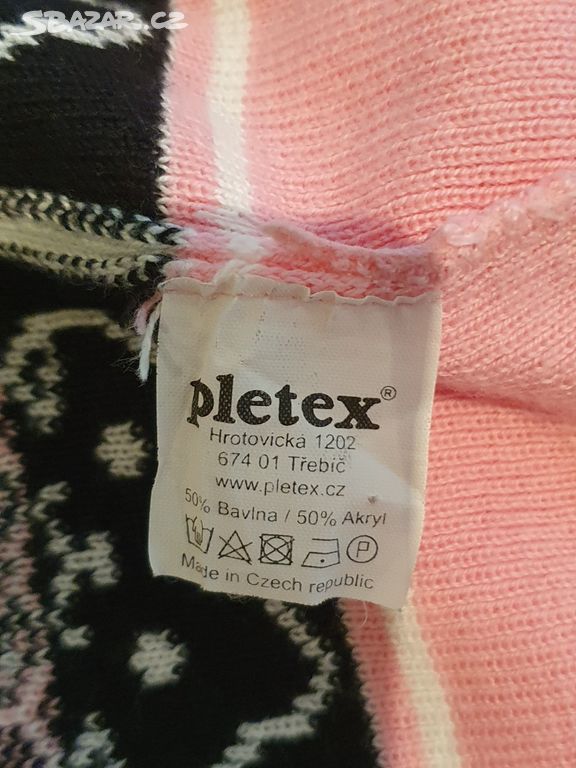 SBAZAR.CZ
pletex®
Hrotovická 1202
674 01 Třebíč
www.pletex.cz
50% Bavlna / 50% Akryl
P
Made in Czech republic